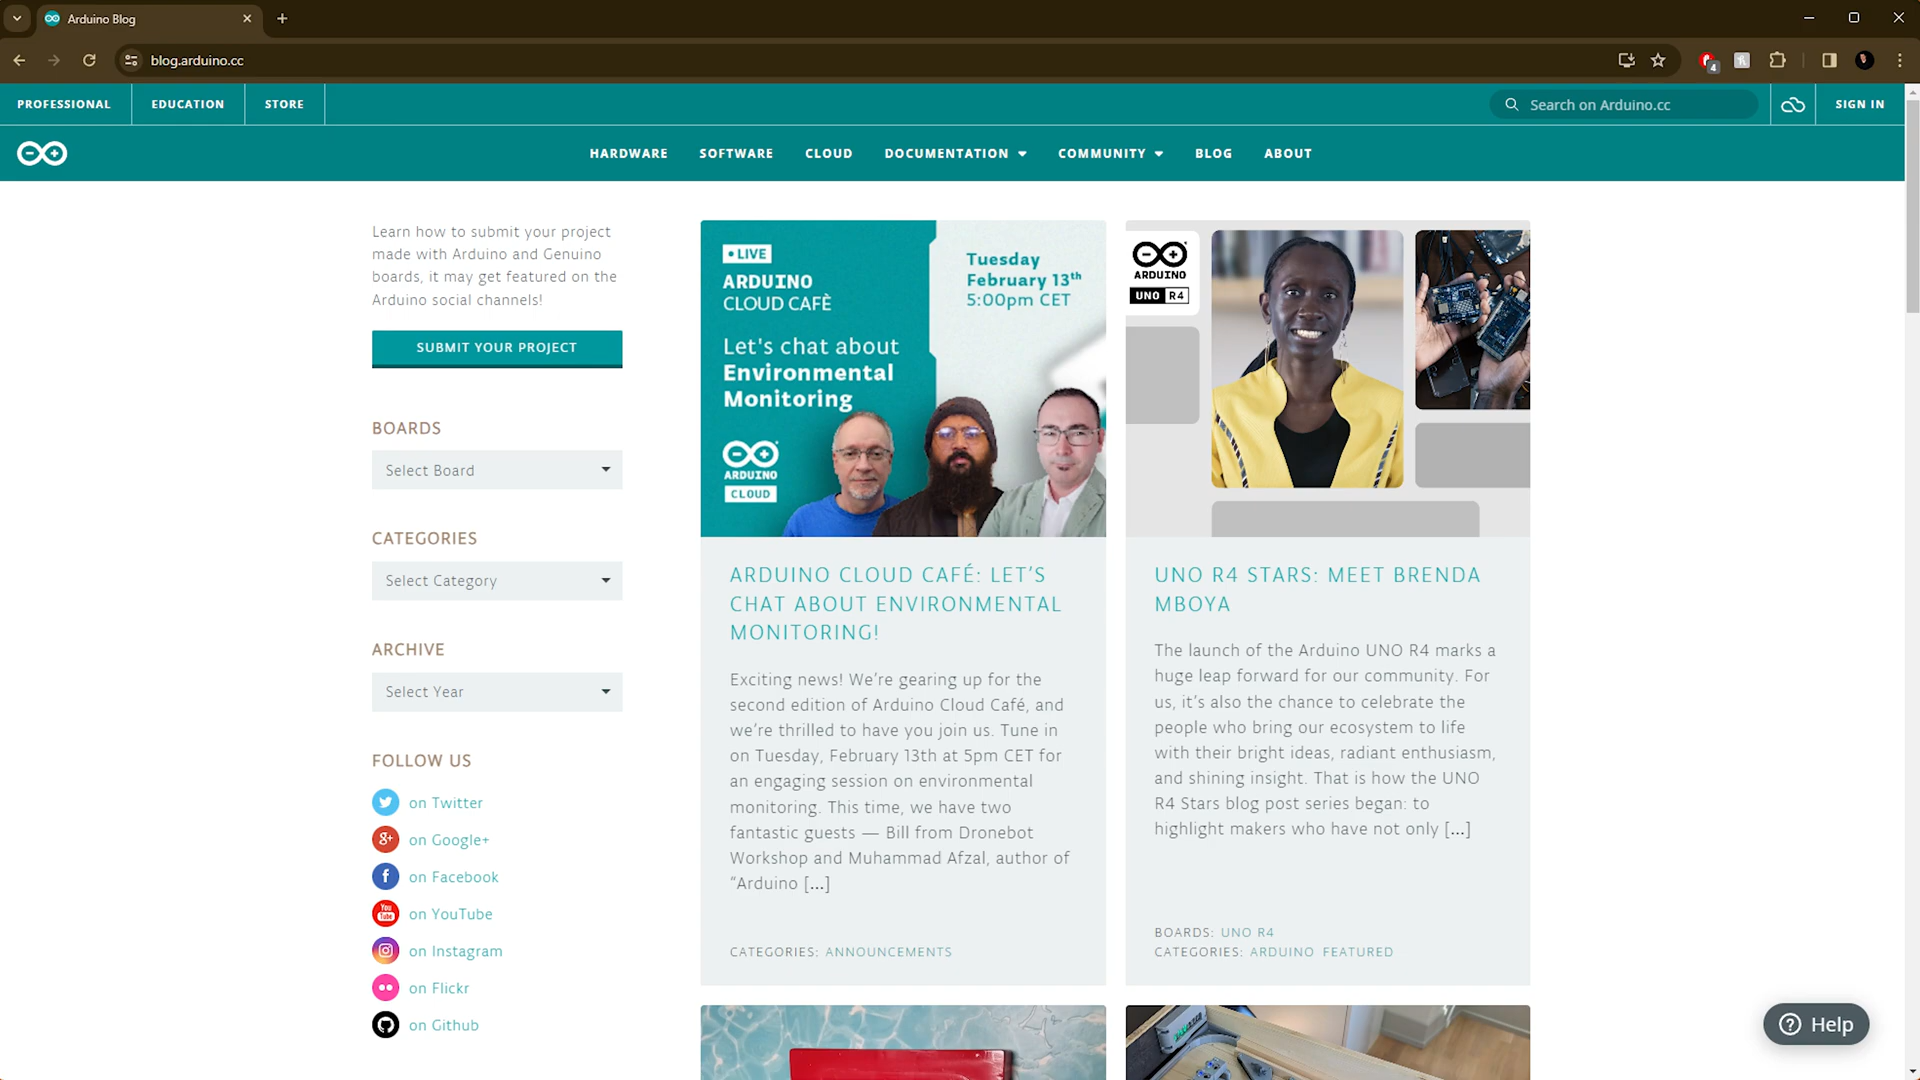 Arduino Blog
blog.arduino.cc
4
PROFESSIONAL
EDUCATION
STORE
Search on Arduino.cc
SIGN IN
HARDWARE
SOFTWARE
CLOUD
DOCUMENTATION
COMMUNITY
BLOG
ABOUT
Learn how to submit your project
made with Arduino and Genuino
boards, it may get featured on the
Arduino social channels!
SUBMIT YOUR PROJECT
BOARDS
Select Board
CATEGORIES
Select Category
ARCHIVE
Select Year
FOLLOW US
on Twitter
g+ on Google+
f on Facebook
You Tube on YouTube
on Instagram
on Flickr
on Github
• LIVE
ARDUINO
CLOUD CAFÈ
Tuesday
February 13th
5:00pm CET
Let's chat about
Environmental
Monitoring
ARDUINO
CLOUD
ARDUINO CLOUD CAFÉ: LET’S
CHAT ABOUT ENVIRONMENTAL
MONITORING!
Exciting news! We’re gearing up for the
second edition of Arduino Cloud Café, and
we’re thrilled to have you join us. Tune in
on Tuesday, February 13th at 5pm CET for
an engaging session on environmental
monitoring. This time, we have two
fantastic guests — Bill from Dronebot
Workshop and Muhammad Afzal, author of
“Arduino [...]
CATEGORIES: ANNOUNCEMENTS
ARDUINO
UNO R4
UNO R4 STARS: MEET BRENDA
MBOYA
The launch of the Arduino UNO R4 marks a
huge leap forward for our community. For
us, it’s also the chance to celebrate the
people who bring our ecosystem to life
with their bright ideas, radiant enthusiasm,
and shining insight. That is how the UNO
R4 Stars blog post series began: to
highlight makers who have not only [...]
BOARDS: UNO R4
CATEGORIES: ARDUINO FEATURED
Help